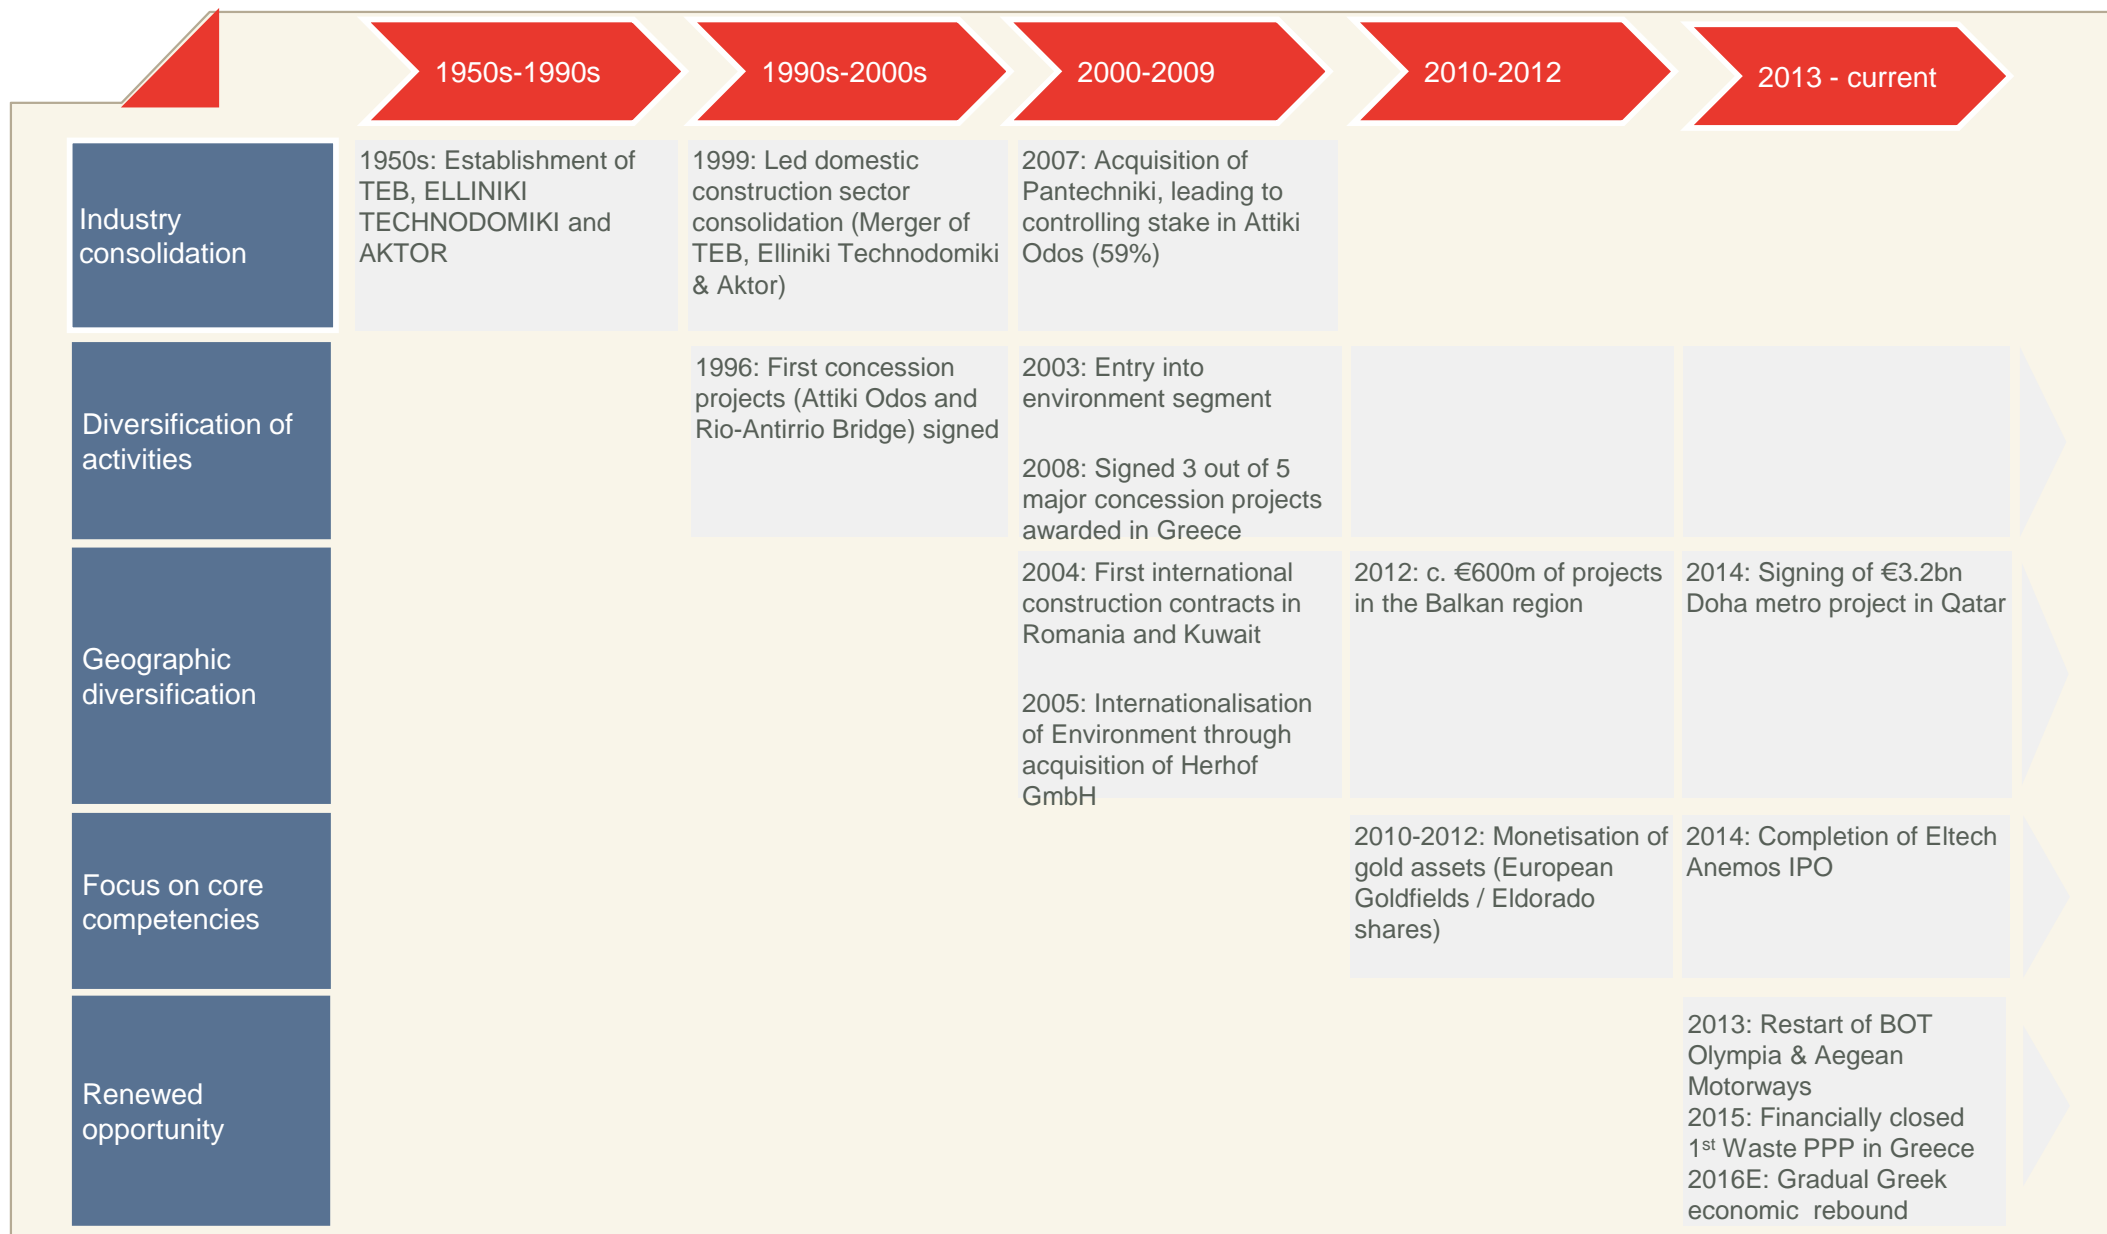 1950s-1990s
1990s-2000s
2000-2009
2010-2012
2013 - current
Industry
consolidation
1950s: Establishment of
TEB, ELLINIKI
TECHNODOMIKI and
AKTOR
1999: Led domestic
construction sector
consolidation (Merger of
TEB, Elliniki Technodomiki
& Aktor)
2007: Acquisition of
Pantechniki, leading to
controlling stake in Attiki
Odos (59%)
Diversification of
activities
1996: First concession
projects (Attiki Odos and
Rio-Antirrio Bridge) signed
2003: Entry into
environment segment
2008: Signed 3 out of 5
major concession projects
awarded in Greece
Geographic
diversification
2004: First international
construction contracts in
Romania and Kuwait
2005: Internationalisation
of Environment through
acquisition of Herhof
GmbH
2012: c. €600m of projects
in the Balkan region
2014: Signing of €3.2bn
Doha metro project in Qatar
Focus on core
competencies
2010-2012: Monetisation of
gold assets (European
Goldfields / Eldorado
shares)
2014: Completion of Eltech
Anemos IPO
Renewed
opportunity
2013: Restart of BOT
Olympia & Aegean
Motorways
2015: Financially closed
1st Waste PPP in Greece
2016E: Gradual Greek
economic  rebound